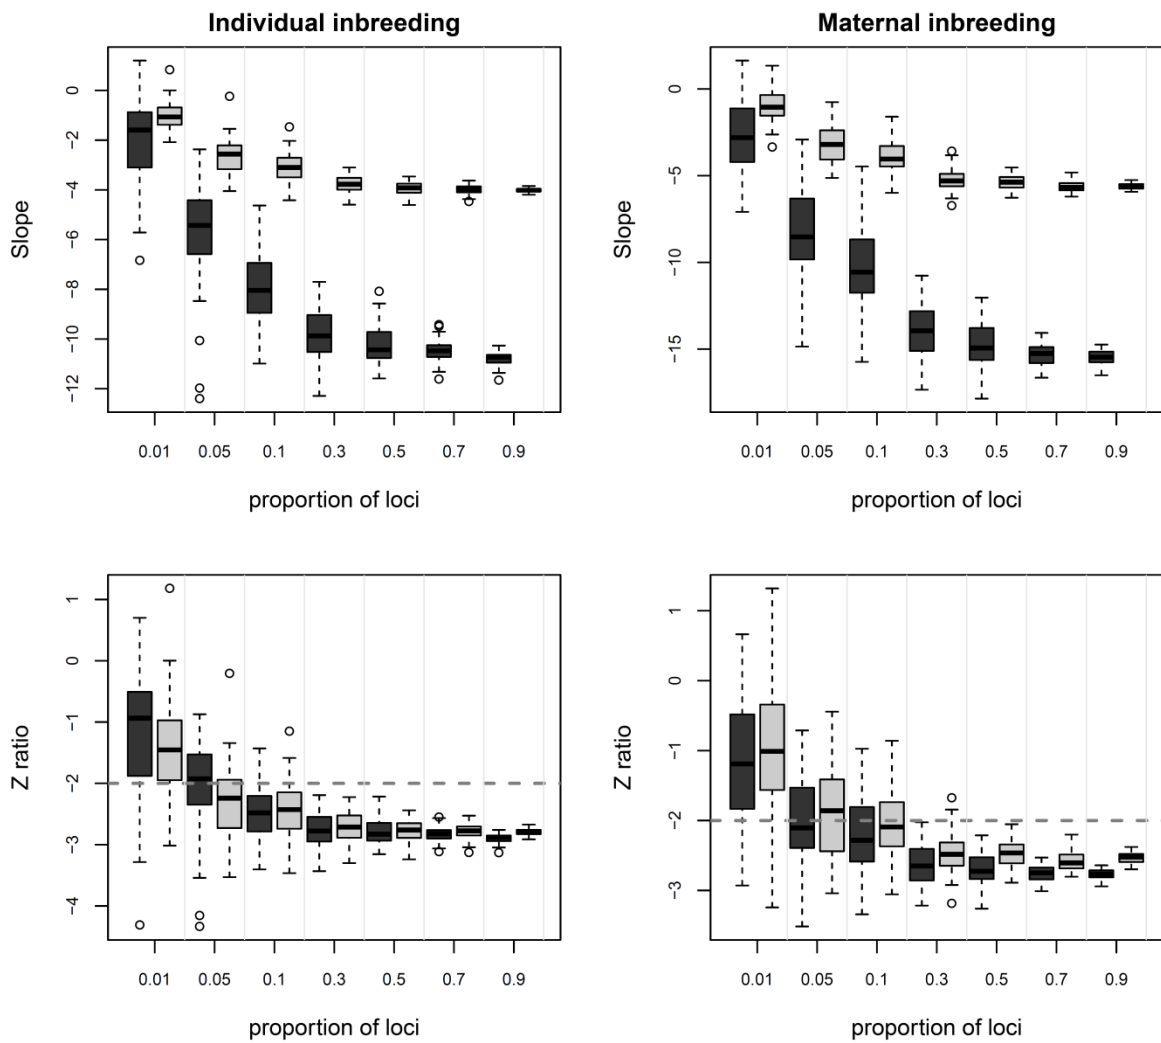 Individual inbreeding
Slope
0
−2
−4
−6
−8
−10
−12
0.01 0.05 0.1 0.3 0.5 0.7 0.9
proportion of loci
Maternal inbreeding
Slope
0
−5
−10
−15
0.01 0.05 0.1 0.3 0.5 0.7 0.9
proportion of loci
Z ratio
1
0
−1
−2
−3
−4
0.01 0.05 0.1 0.3 0.5 0.7 0.9
proportion of loci
Z ratio
1
0
−1
−2
−3
0.01 0.05 0.1 0.3 0.5 0.7 0.9
proportion of loci